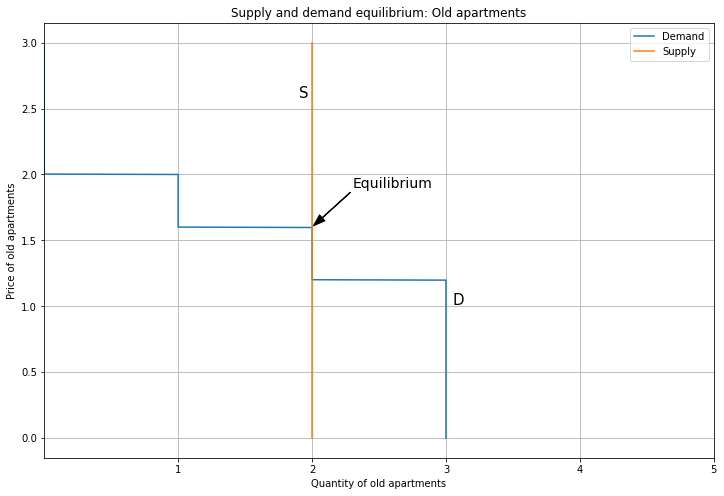 Supply and demand equilibrium: Old apartments
Demand
Supply
S
Equilibrium
D
Price of old apartments
3.0
2.5
2.0
1.5
1.0
0.5
0.0
1 2 3 4 5
Quantity of old apartments